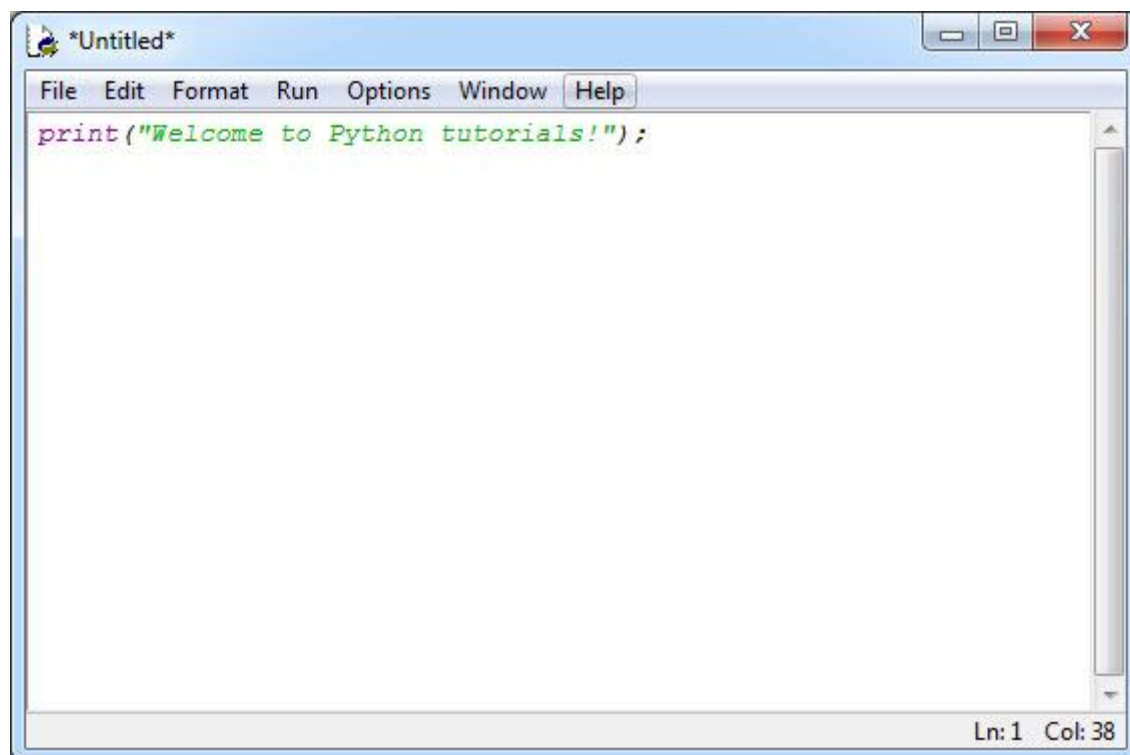 *Untitled*
File Edit Format Run Options Window Help
print("Welcome to Python tutorials!");
Ln: 1 Col: 38